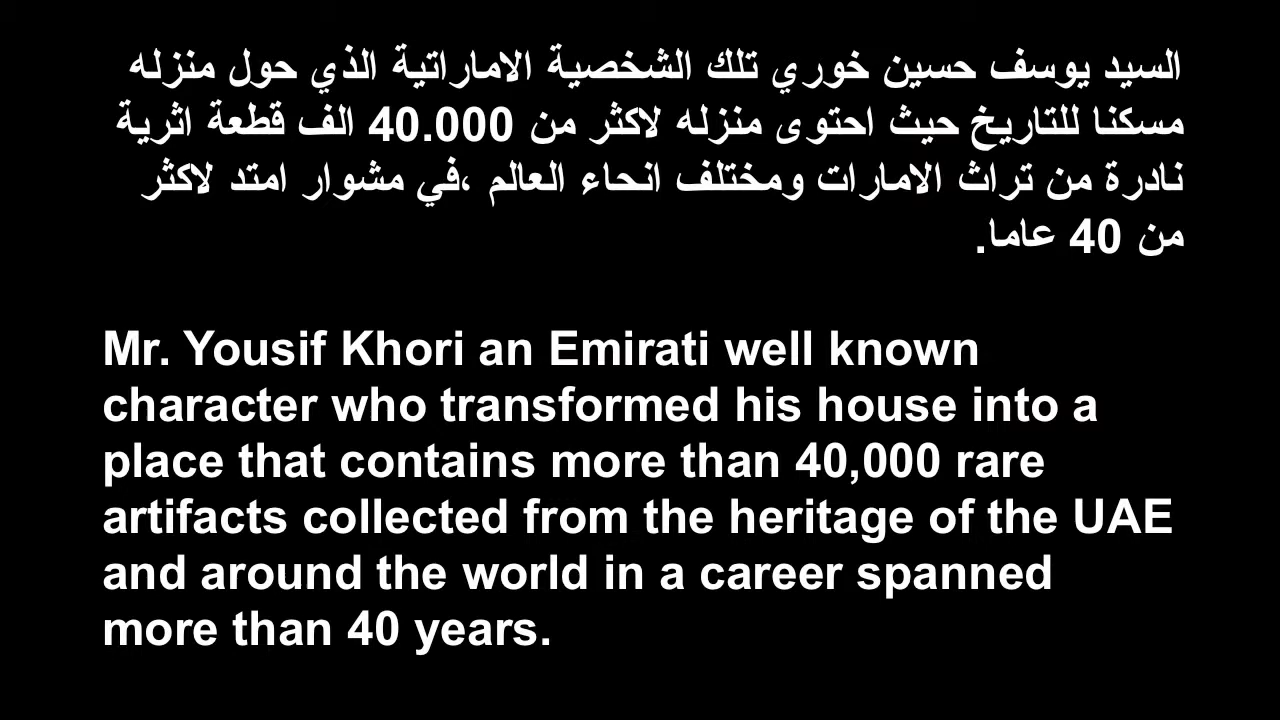 السيد يوسف حسين خوري تلك الشخصية الاماراتية الذي حول منزله
مسكنا للتاريخ حيث احتوى منزله لاكثر من 40.000 الف قطعة اثرية
نادرة من تراث الامارات ومختلف انحاء العالم ،في مشوار امتد لاكثر
من 40 عاما.
Mr. Yousif Khori an Emirati well known
character who transformed his house into a
place that contains more than 40,000 rare
artifacts collected from the heritage of the UAE
and around the world in a career spanned
more than 40 years.